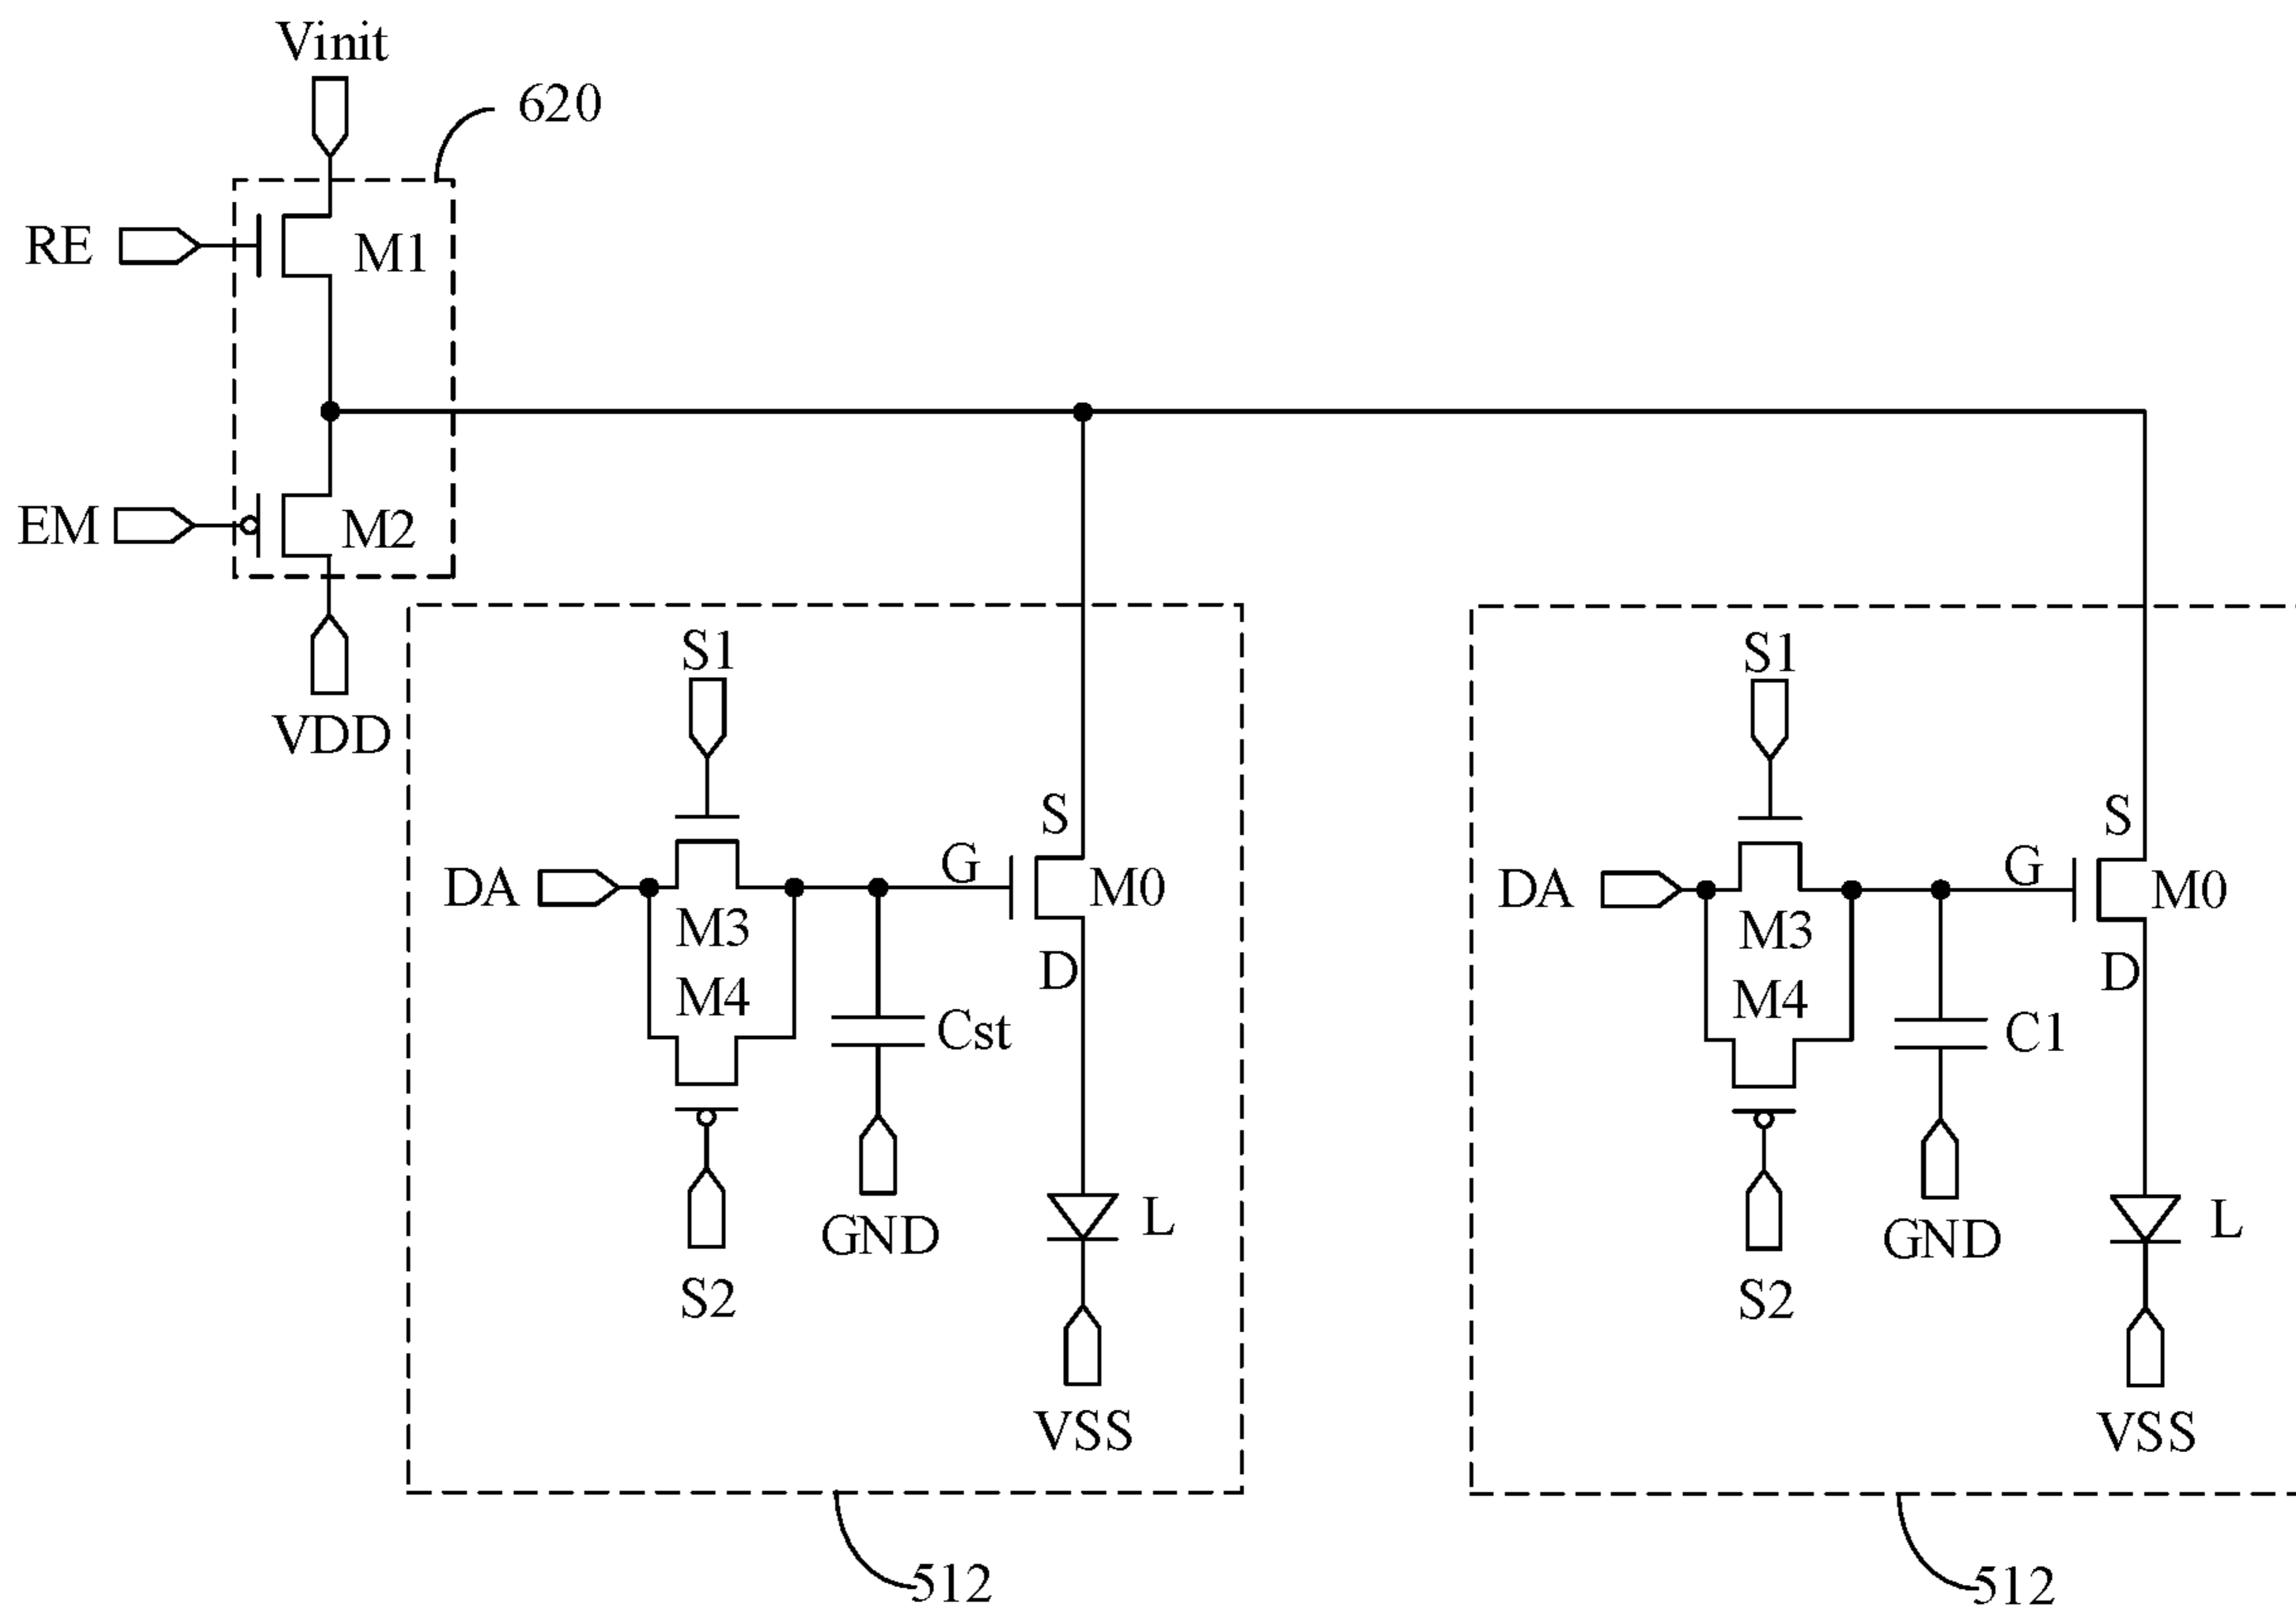 Vinit
620
RE
M1
EM
M2
VDD
S1
S
DA
G
M0
M3
D
M4
Cst
GND
L
S2
VSS
512
S1
S
DA
G
M0
M3
D
M4
C1
GND
L
S2
VSS
512